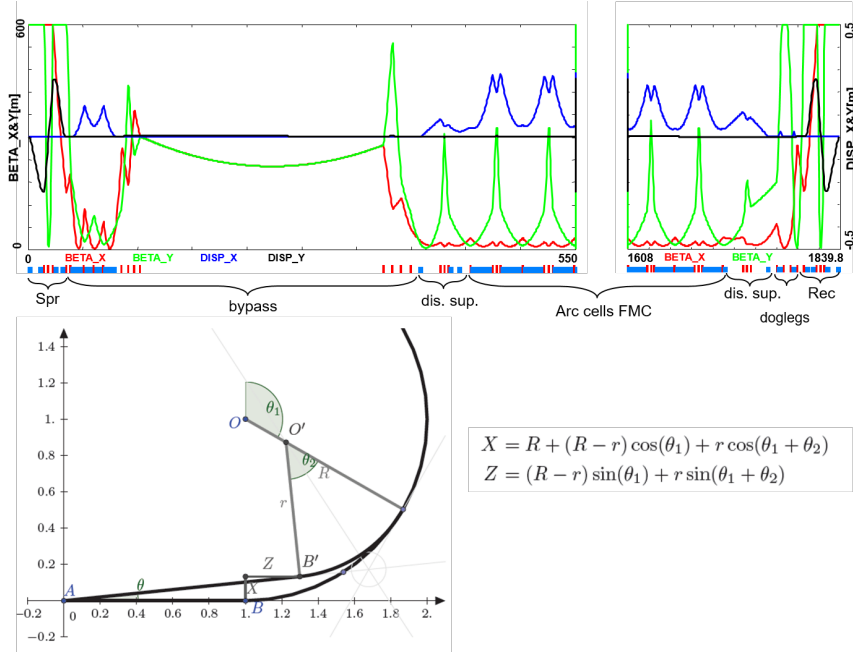 600
0.5
BETA_X&Y[m]
DISP_X&Y[m]
0
-0.5
0
BETA_X
BETA_Y
DISP_X
DISP_Y
550
1608
BETA_X
BETA_Y
1839.8
Spr
bypass
dis. sup.
Arc cells FMC
dis. sup.
doglegs
Rec
1.4
1.2
1.
0.8
0.6
0.4
0.2
0
−0.2
−0.2
0.2
0.4
0.6
0.8
1.0
1.2
1.4
1.6
1.8
2.
O
θ₁
O′
θ₂
R
r
Z
B′
X
A
θ
B
X = R + (R − r) cos(θ₁) + r cos(θ₁ + θ₂)
Z = (R − r) sin(θ₁) + r sin(θ₁ + θ₂)